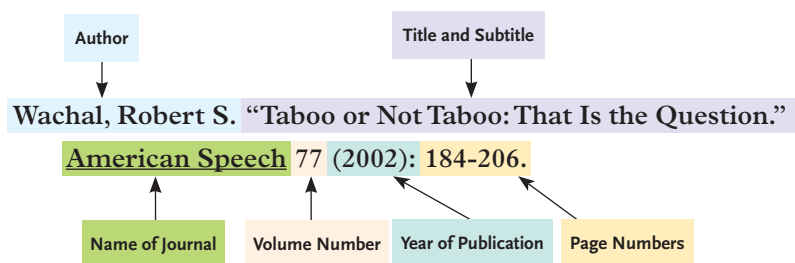 Author
Title and Subtitle
Wachal, Robert S. “Taboo or Not Taboo: That Is the Question.”
American Speech 77 (2002): 184-206.
Name of Journal
Volume Number
Year of Publication
Page Numbers